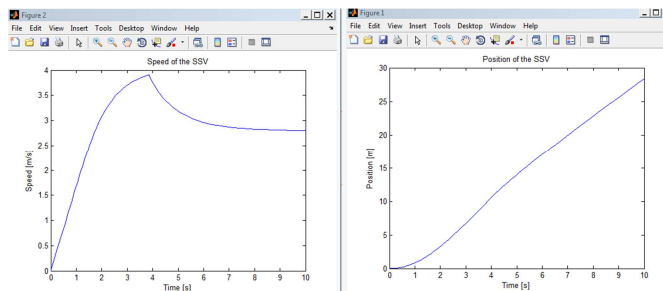 Figure 2
File Edit View Insert Tools Desktop Window Help
Speed of the SSV
4
3.5
3
2.5
2
1.5
1
0.5
0
Speed [m/s]
0 1 2 3 4 5 6 7 8 9 10
Time [s]
Figure 1
File Edit View Insert Tools Desktop Window Help
Position of the SSV
30
25
20
15
10
5
0
Position [m]
0 1 2 3 4 5 6 7 8 9 10
Time [s]